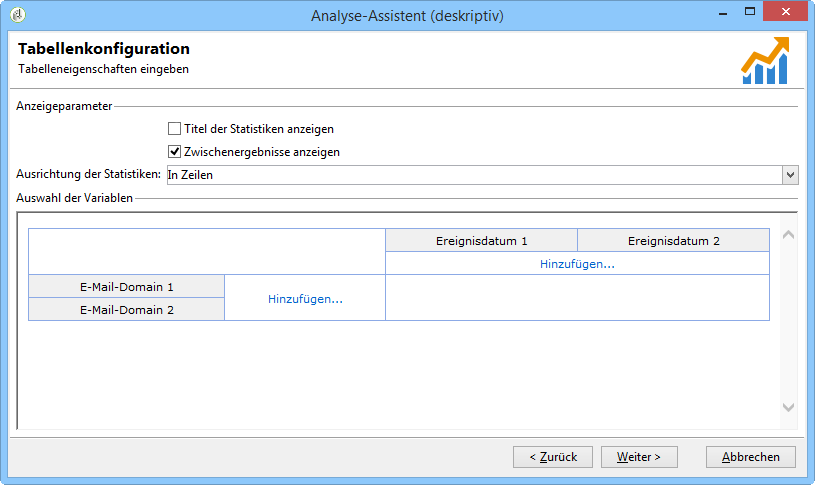 Analyse-Assistent (deskriptiv)
Tabellenkonfiguration
Tabelleneigenschaften eingeben
Anzeigeparameter
Titel der Statistiken anzeigen
Zwischenergebnisse anzeigen
Ausrichtung der Statistiken: In Zeilen
Auswahl der Variablen
Ereignisdatum 1 Ereignisdatum 2
Hinzufügen...
E-Mail-Domain 1
Hinzufügen...
E-Mail-Domain 2
< Zurück Weiter > Abbrechen